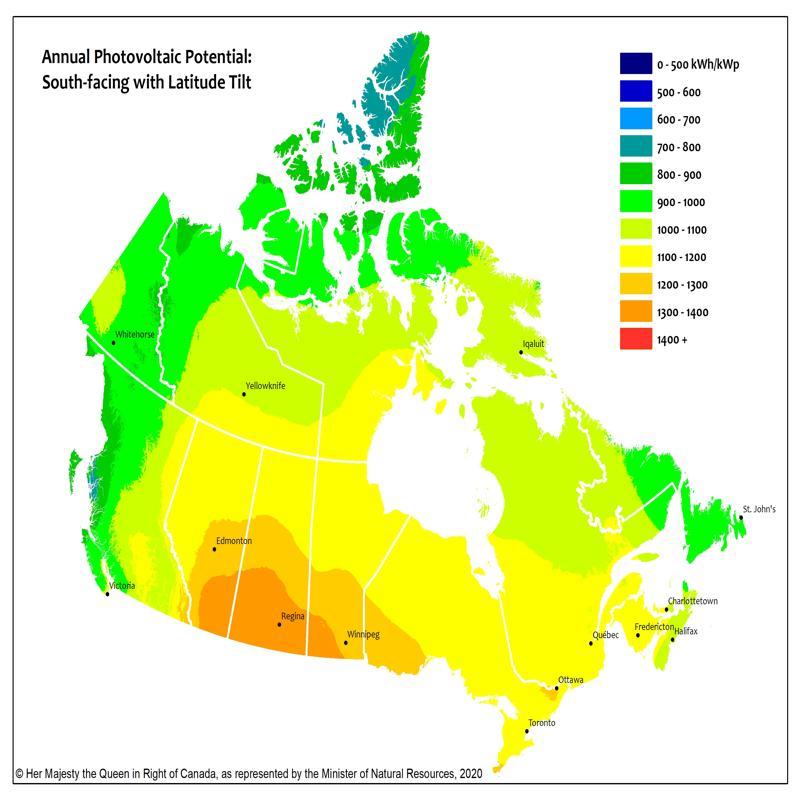 Annual Photovoltaic Potential:
South-facing with Latitude Tilt
0 - 500 kWh/kWp
500 - 600
600 - 700
700 - 800
800 - 900
900 - 1000
1000 - 1100
1100 - 1200
1200 - 1300
1300 - 1400
1400 +
Whitehorse
Iqaluit
Yellowknife
St. John's
Edmonton
Victoria
Charlottetown
Regina
Winnipeg
Fredericton
Halifax
Québec
Ottawa
Toronto
© Her Majesty the Queen in Right of Canada, as represented by the Minister of Natural Resources, 2020